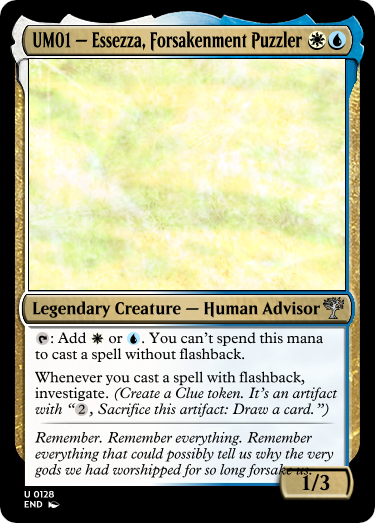 UM01 – Essezza, Forsakenment Puzzler
Legendary Creature — Human Advisor
: Add or . You can't spend this mana
to cast a spell without flashback.
Whenever you cast a spell with flashback,
investigate. (Create a Clue token. It's an artifact
with “2, Sacrifice this artifact: Draw a card.”)
Remember. Remember everything. Remember
everything that could possibly tell us why the very
gods we had worshipped for so long forsake us.
1/3
U 0128
END